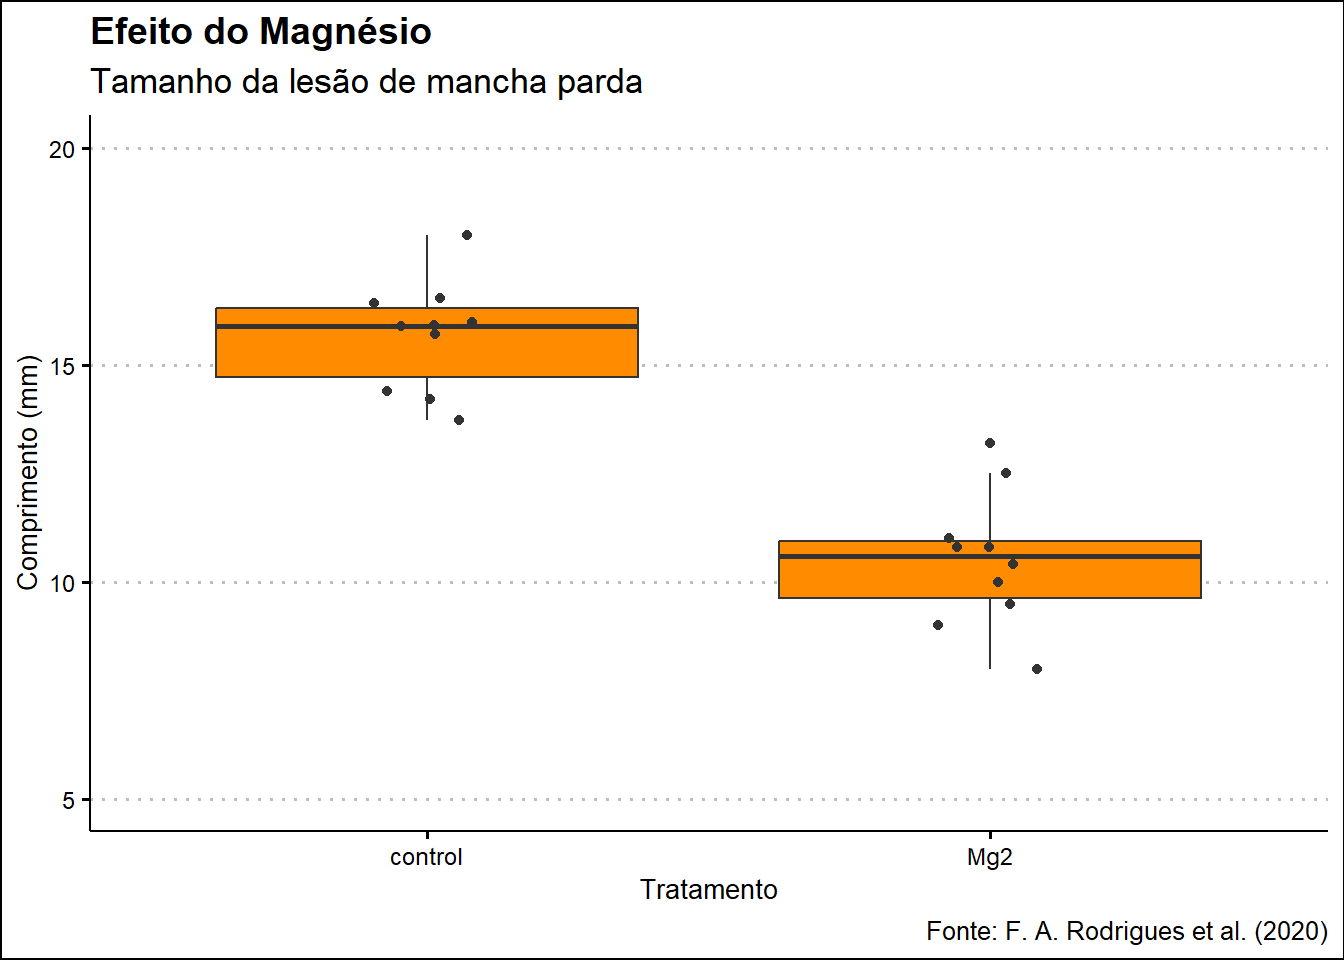 Efeito do Magnésio
Tamanho da lesão de mancha parda
Comprimento (mm)
20
15
10
5
control
Mg2
Tratamento
Fonte: F. A. Rodrigues et al. (2020)